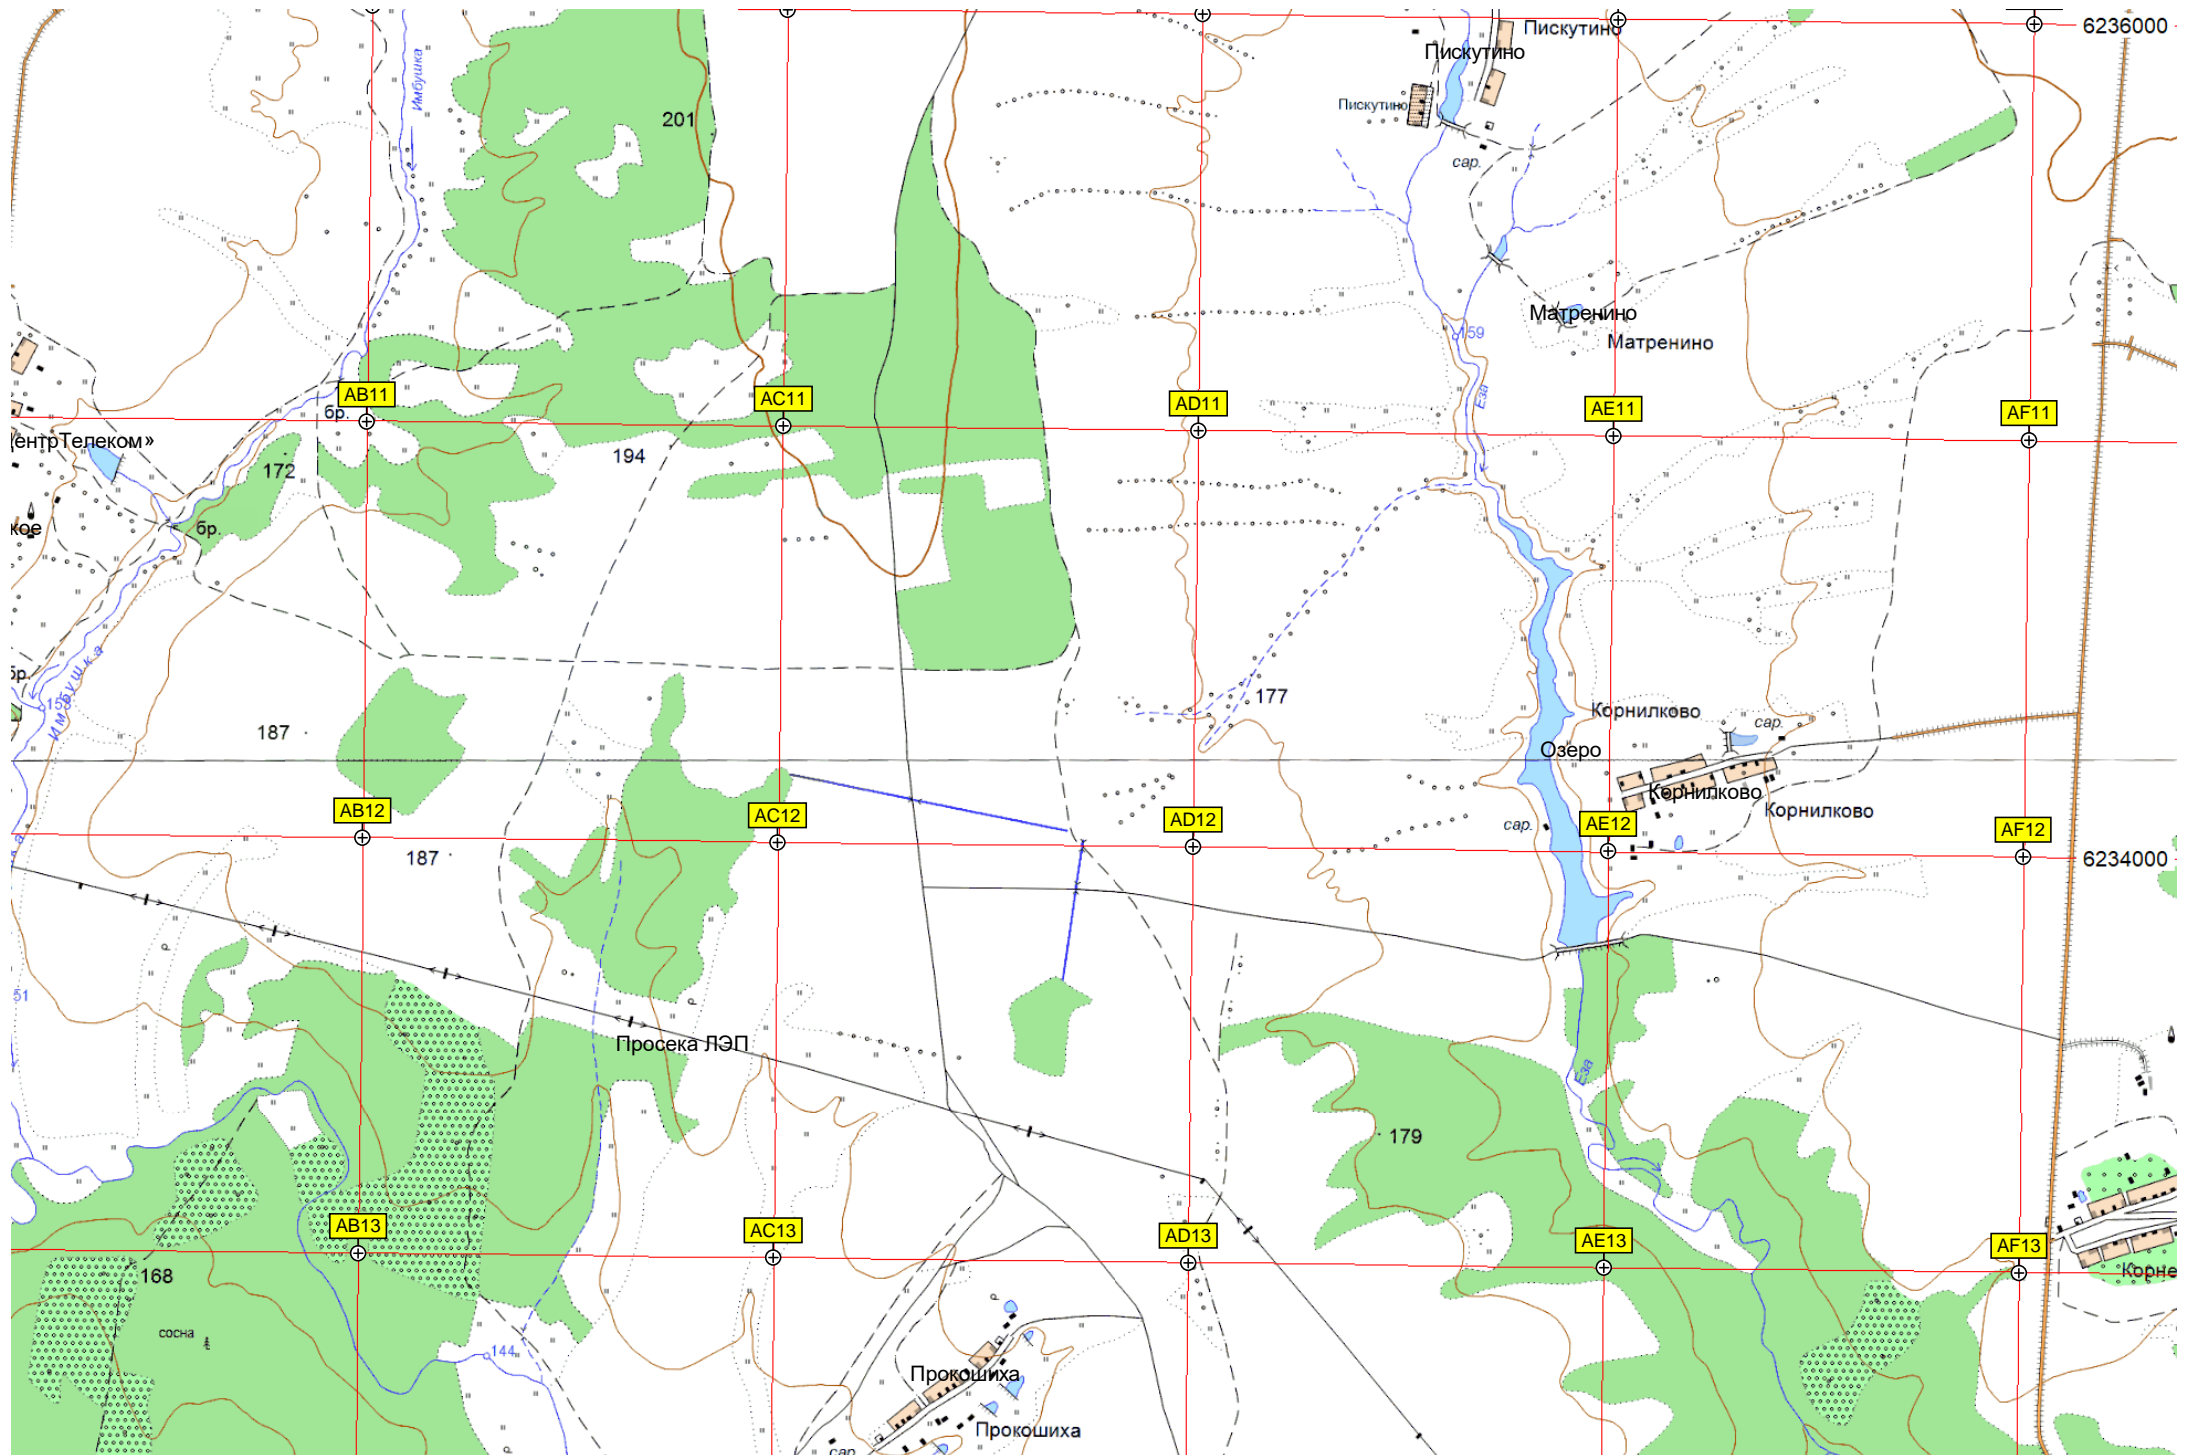 Пискутино
6236000
Пискутино
Имбушка
Пискутино
201
сар.
Матренино
159
Матренино
Еза
AB11
AC11
AD11
AE11
AF11
бр.
ентрТелеком»
194
172
кое
бр.
Имбушка
бр.
177
Корнилково
сар.
187
Озеро
Корнилково
Корнилково
AB12
AC12
AD12
сар.
AE12
AF12
а
187
6234000
51
Просека ЛЭП
Еза
179
AB13
AC13
AD13
AE13
AF13
168
Корне
сосна
144
Прокошиха
Прокошиха
сар.